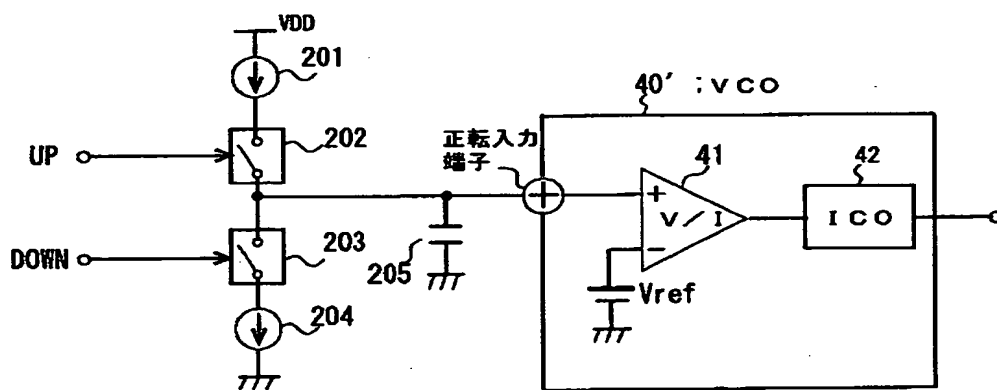 VDD
201
40' ;VCO
UP
202
正転入力
端子
41
42
+
+
V/I
ICO
−
DOWN
203
205
Vref
204